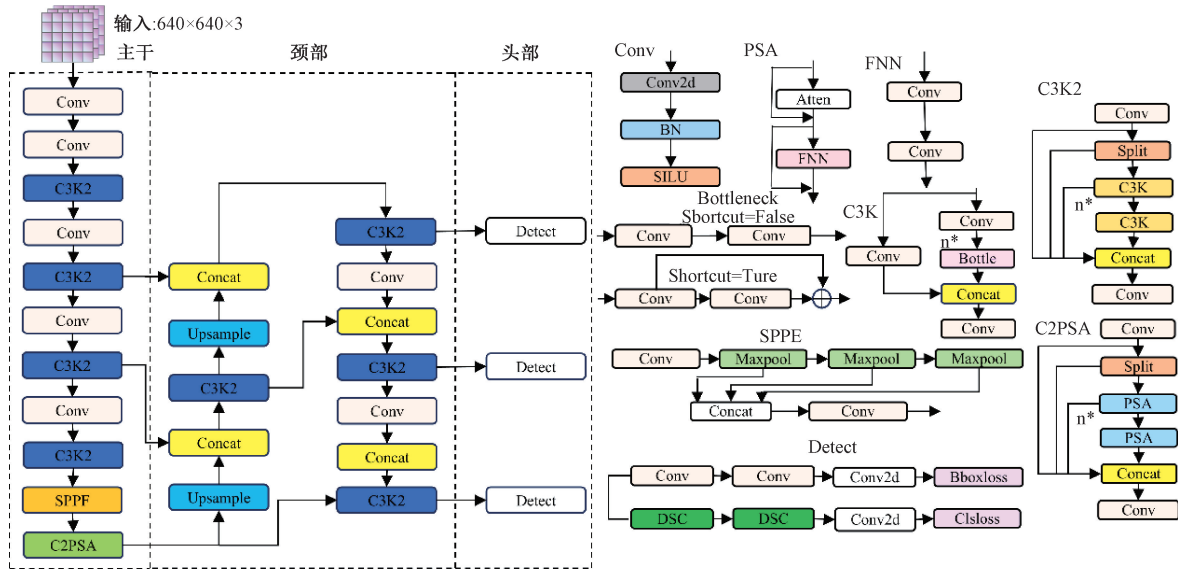 输入:640×640×3
主干
颈部
头部
Conv
Conv
C3K2
Conv
C3K2
Conv
C3K2
Conv
C3K2
SPPF
C2PSA
Concat
Upsample
C3K2
Concat
Upsample
C3K2
Conv
Concat
C3K2
Conv
Concat
C3K2
Detect
Detect
Detect
Conv
Conv2d
BN
SILU
PSA
Atten
FNN
FNN
Conv
Conv
Bottleneck
Shortcut=False
Conv
Conv
Shortcut=Ture
Conv
Conv
C3K
Conv
Conv
n*
Bottle
Concat
Conv
SPPE
Conv
Maxpool
Maxpool
Maxpool
Concat
Conv
Detect
Conv
Conv
Conv2d
Bboxloss
DSC
DSC
Conv2d
Clsloss
C3K2
Conv
Split
C3K
n*
C3K
Concat
Conv
C2PSA
Conv
Split
PSA
n*
PSA
Concat
Conv